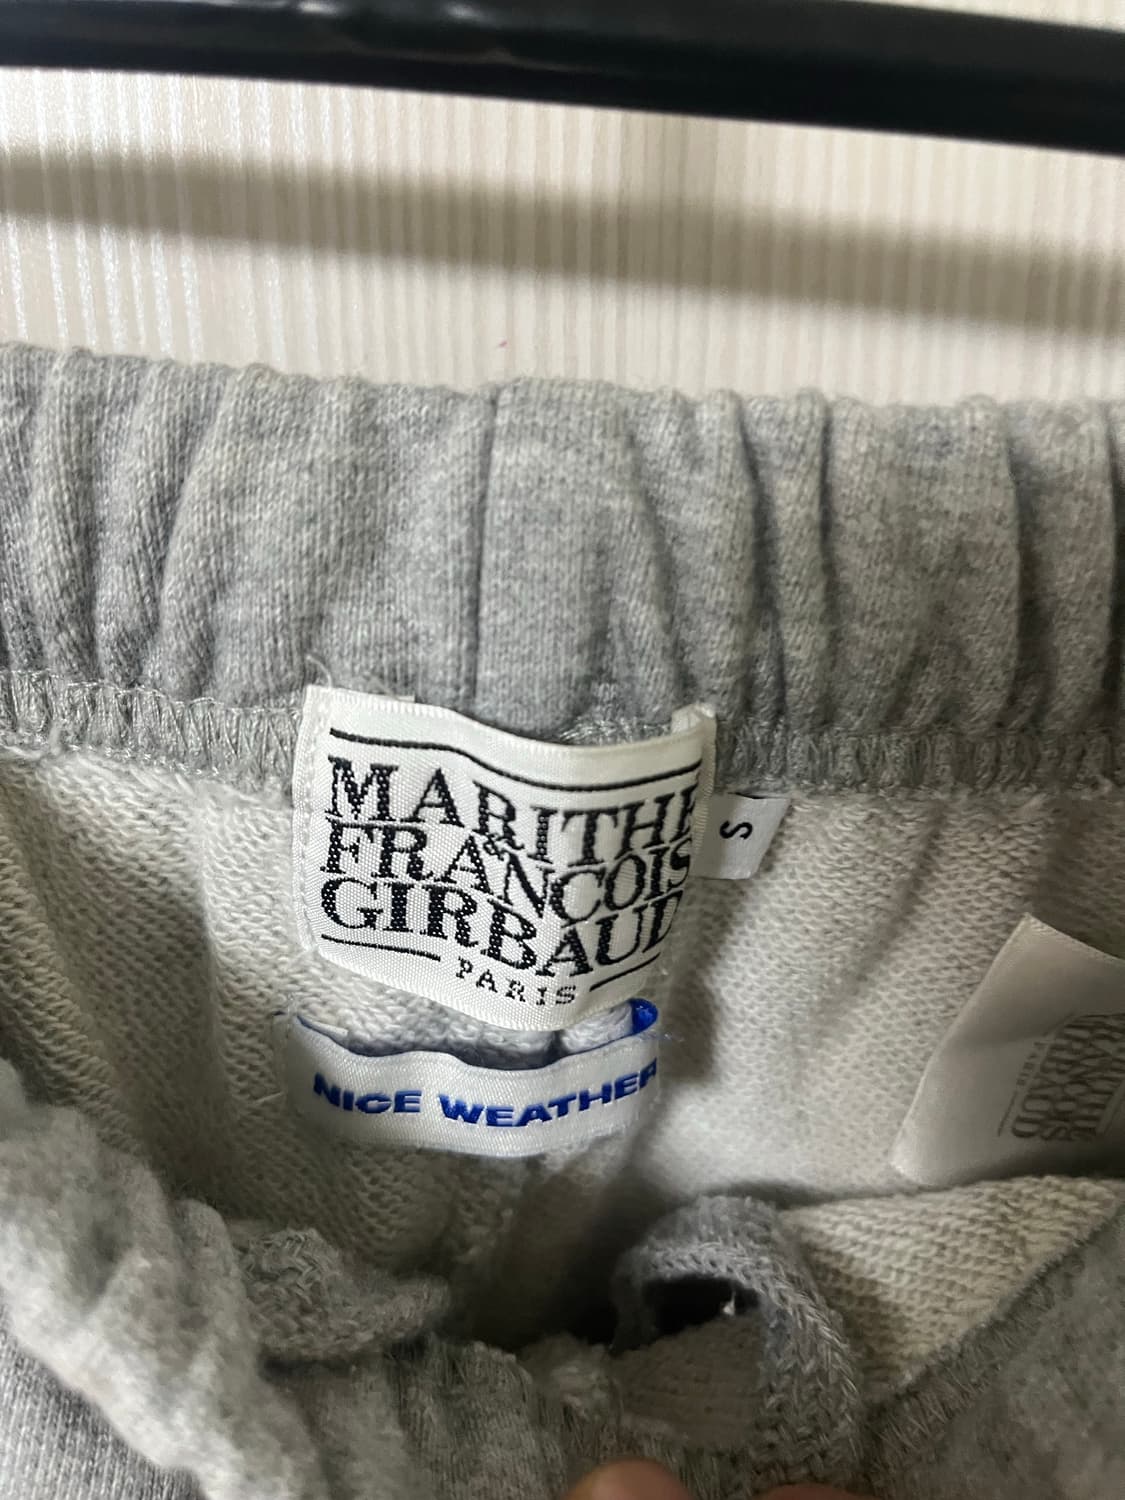 MARITHE
FRANCOIS
GIRBAUD
PARIS
S
NICE WEATHER